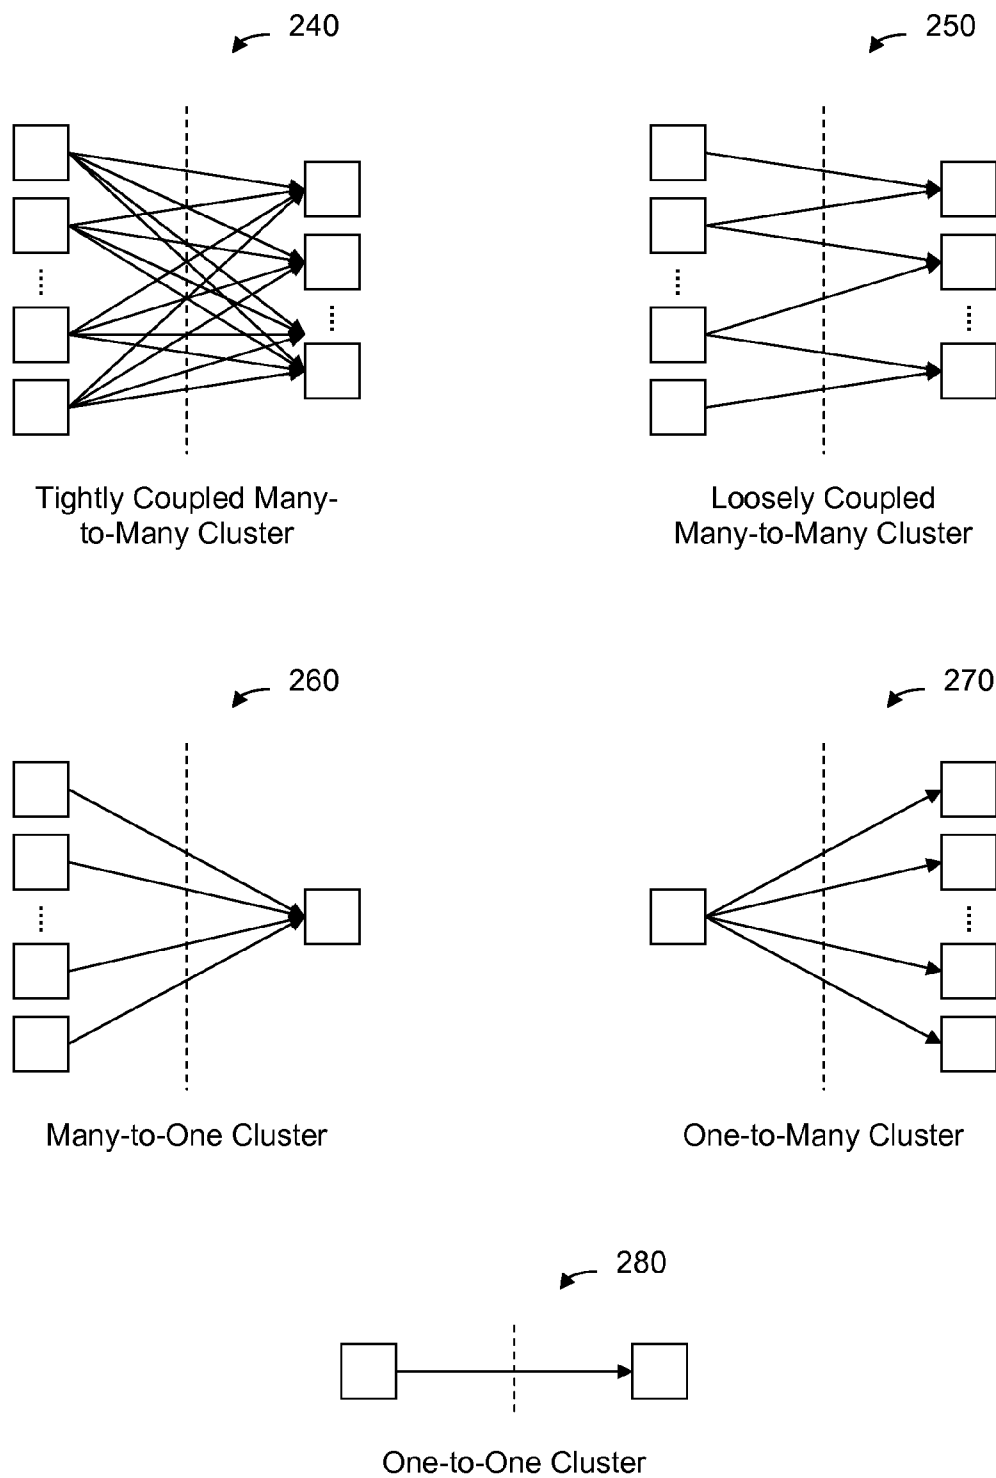 240
250
Tightly Coupled Many-
to-Many Cluster
Loosely Coupled
Many-to-Many Cluster
260
270
Many-to-One Cluster
One-to-Many Cluster
280
One-to-One Cluster